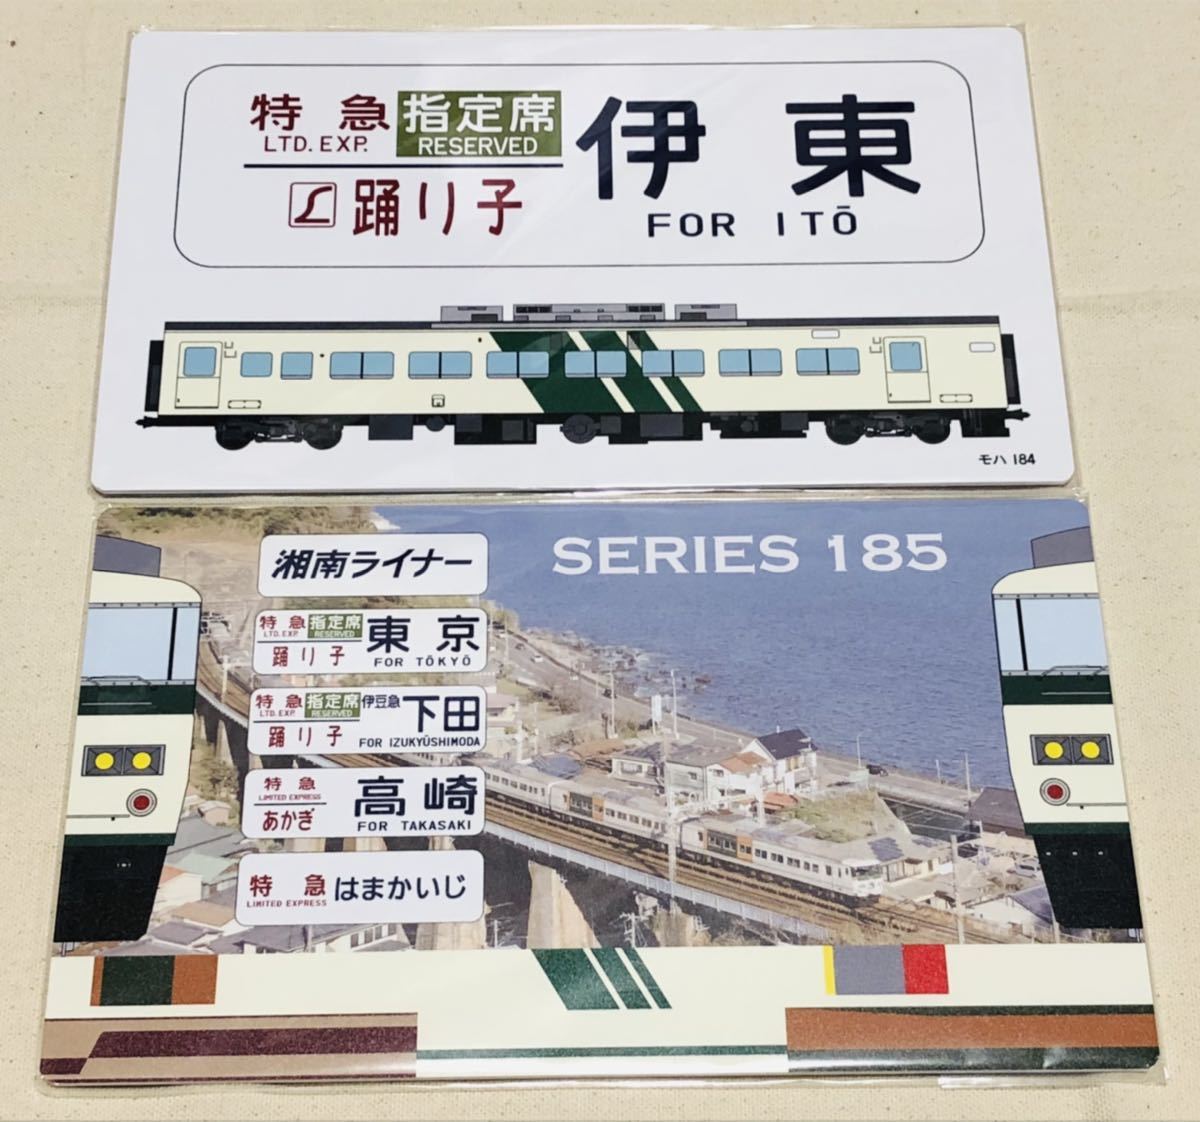 特急 指定席 伊東
LTD. EXP. RESERVED
踊り子 FOR ITŌ
モハ 184
SERIES 185
湘南ライナー
特急 指定席 東京
LTD. EXP. RESERVED
踊り子 FOR TŌKYŌ
特急 指定席 伊豆急 下田
LTD. EXP. RESERVED
踊り子 FOR IZUKYŪSHIMODA
特急 高崎
LIMITED EXPRESS
あかぎ FOR TAKASAKI
特急 はまかいじ
LIMITED EXPRESS